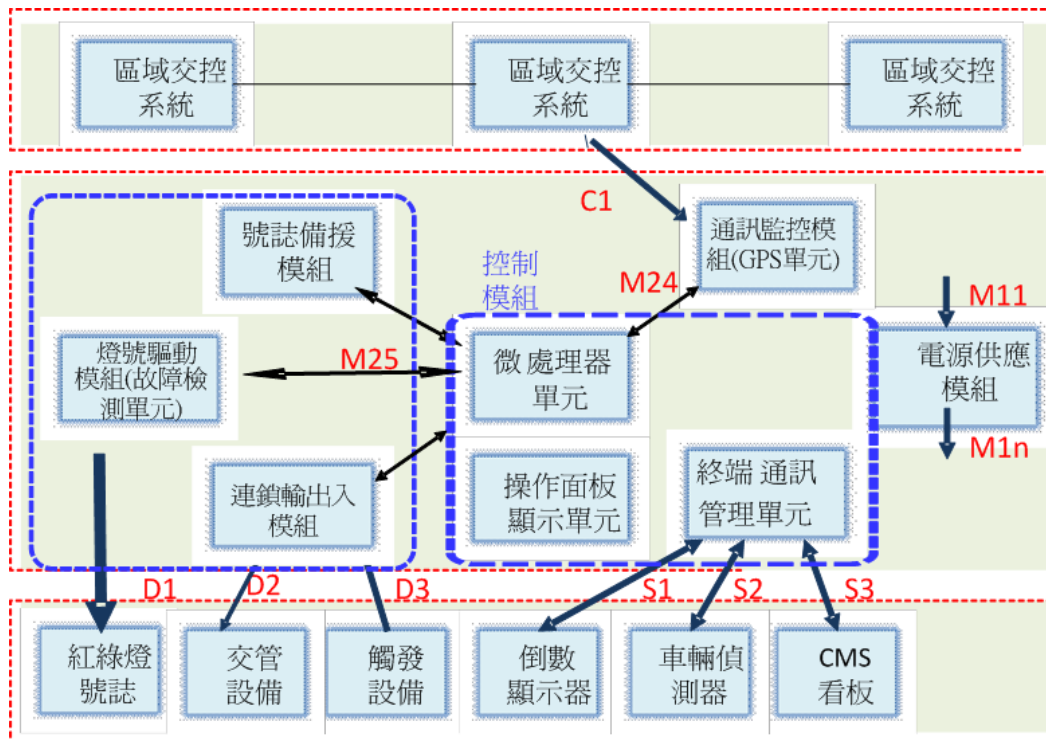 區域交控
系統
區域交控
系統
區域交控
系統
C1
號誌備援
模組
控制
模組
通訊監控模
組(GPS單元)
M24
M11
燈號驅動
模組(故障檢
測單元)
M25
微 處理器
單元
電源供應
模組
M1n
連鎖輸出入
模組
操作面板
顯示單元
終端 通訊
管理單元
D1
D2
D3
S1
S2
S3
紅綠燈
號誌
交管
設備
觸發
設備
倒數
顯示器
車輛偵
測器
CMS
看板